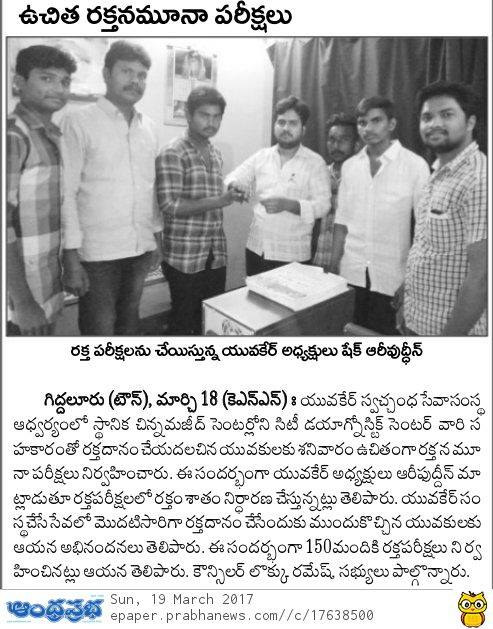 ఉచిత రక్తనమూనా పరీక్షలు
రక్త పరీక్షలను చేయిస్తున్న యువకేర్ అధ్యక్షులు షేక్ ఆరీపుద్దీన్
గిద్దలూరు (టౌన్), మార్చి 18 (కెఎన్ఎన్) : యువకేర్ స్వచ్చంధ సేవాసంస్థ
ఆధ్వర్యంలో స్థానిక చిన్నమజీద్ సెంటర్లోని సిటీ డయాగ్నోస్టిక్ సెంటర్ వారి స
హకారంతో రక్తదానం చేయదలచిన యువకులకు శనివారం ఉచితంగా రక్త న మూ
నా పరీక్షలు నిర్వహించారు. ఈ సందర్భంగా యువకేర్ అధ్యక్షులు ఆరీఫుద్దీన్ మా
ట్లాడుతూ రక్తపరీక్షలలో రక్తం శాతం నిర్ధారణ చేస్తున్నట్లు తెలిపారు. యువకేర్ సం
స్థ చేసే సేవలో మొదటిసారిగా రక్తదానం చేసేందుకు ముందుకొచ్చిన యువకులకు
ఆయన అభినందనలు తెలిపారు. ఈ సందర్భంగా 150మందికి రక్తపరీక్షలు నిర్వ
హించినట్లు ఆయన తెలిపారు. కౌన్సిలర్ లొక్కు రమేష్, సభ్యులు పాల్గొన్నారు.
ఆంధ్రప్రభ Sun, 19 March 2017
epaper.prabhanews.com//c/17638500